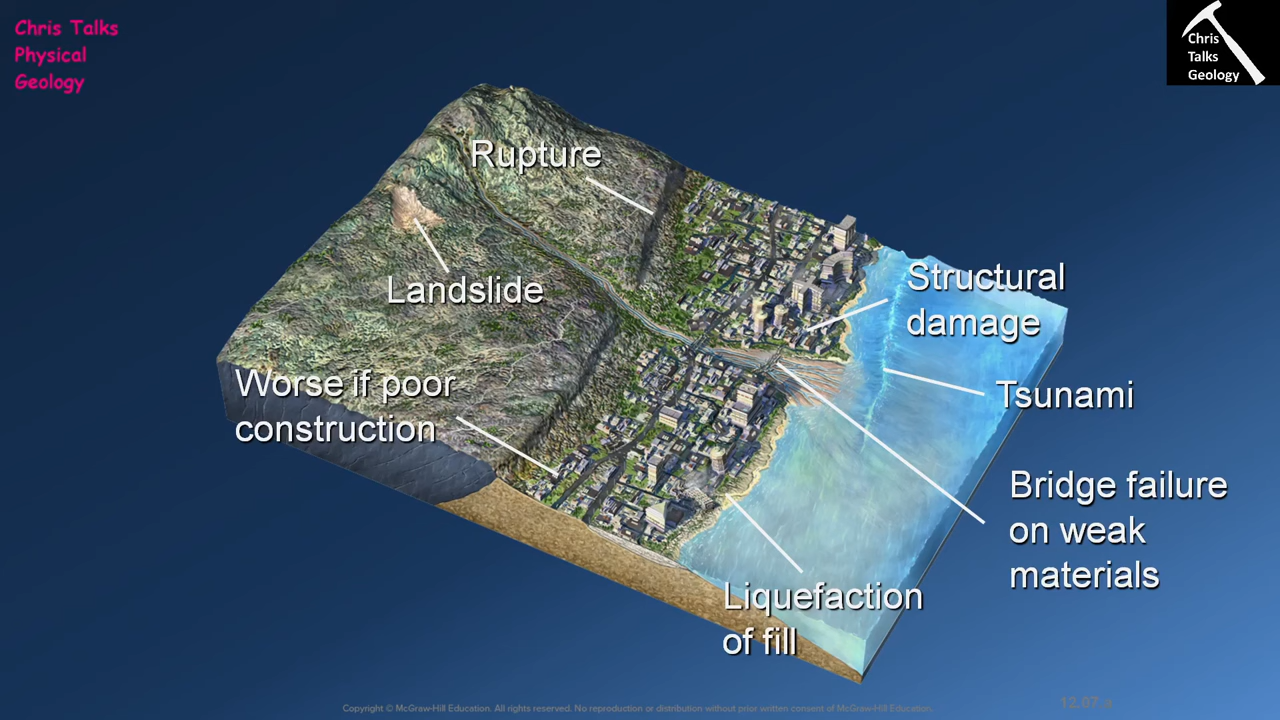 Chris Talks
Physical
Geology
Chris
Talks
Geology
Rupture
Landslide
Structural
damage
Worse if poor
construction
Tsunami
Bridge failure
on weak
materials
Liquefaction
of fill
Copyright © McGraw-Hill Education. All rights reserved. No reproduction or distribution without prior written consent of McGraw-Hill Education.
12.07.a